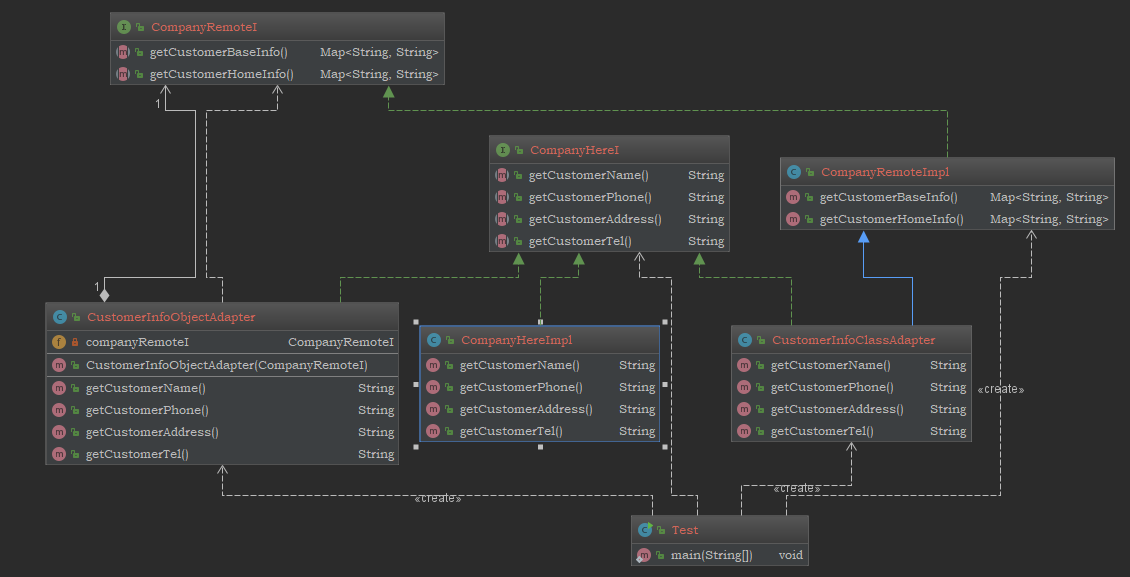 CompanyRemoteI
getCustomerBaseInfo() Map<String, String>
getCustomerHomeInfo() Map<String, String>
1
CompanyHereI
getCustomerName() String
getCustomerPhone() String
getCustomerAddress() String
getCustomerTel() String
CompanyRemoteImpl
getCustomerBaseInfo() Map<String, String>
getCustomerHomeInfo() Map<String, String>
1
CustomerInfoObjectAdapter
companyRemoteI CompanyRemoteI
CustomerInfoObjectAdapter(CompanyRemoteI)
getCustomerName() String
getCustomerPhone() String
getCustomerAddress() String
getCustomerTel() String
CompanyHereImpl
getCustomerName() String
getCustomerPhone() String
getCustomerAddress() String
getCustomerTel() String
CustomerInfoClassAdapter
getCustomerName() String
getCustomerPhone() String
getCustomerAddress() String
getCustomerTel() String
«create»
«create»
«create»
Test
main(String[]) void